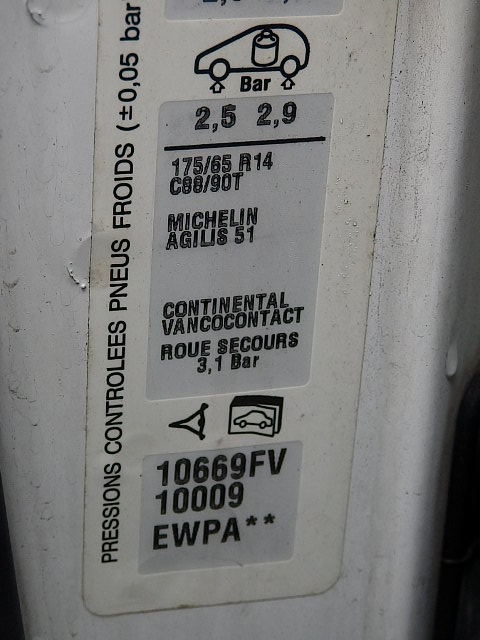 PRESSIONS CONTROLEES PNEUS FROIDS (±0,05 bar
Bar
2,5 2,9
175/65 R14
C88/90T
MICHELIN
AGILIS 51
CONTINENTAL
VANCOCONTACT
ROUE SECOURS
3,1 Bar
10669FV
10009
EWPA**